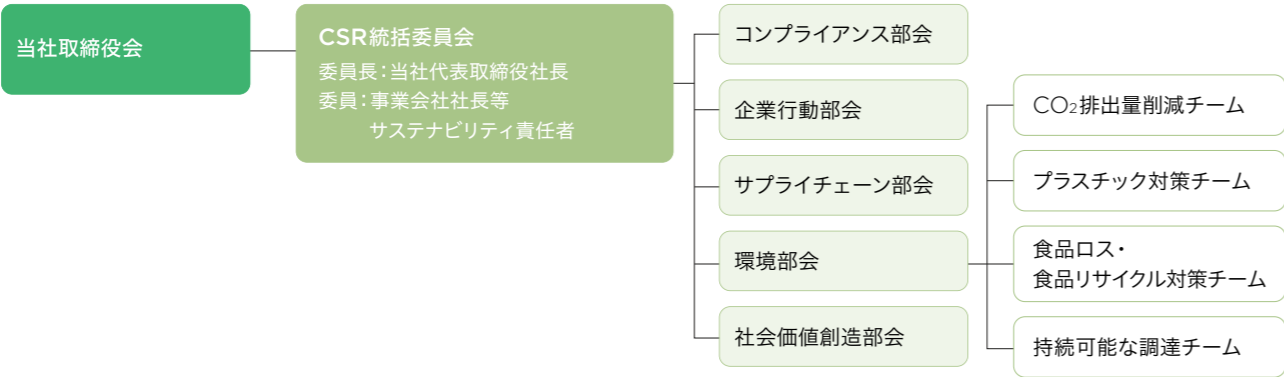 当社取締役会
CSR統括委員会
委員長：当社代表取締役社長
委員：事業会社社長等
サステナビリティ責任者
コンプライアンス部会
企業行動部会
サプライチェーン部会
環境部会
社会価値創造部会
CO₂排出量削減チーム
プラスチック対策チーム
食品ロス・
食品リサイクル対策チーム
持続可能な調達チーム